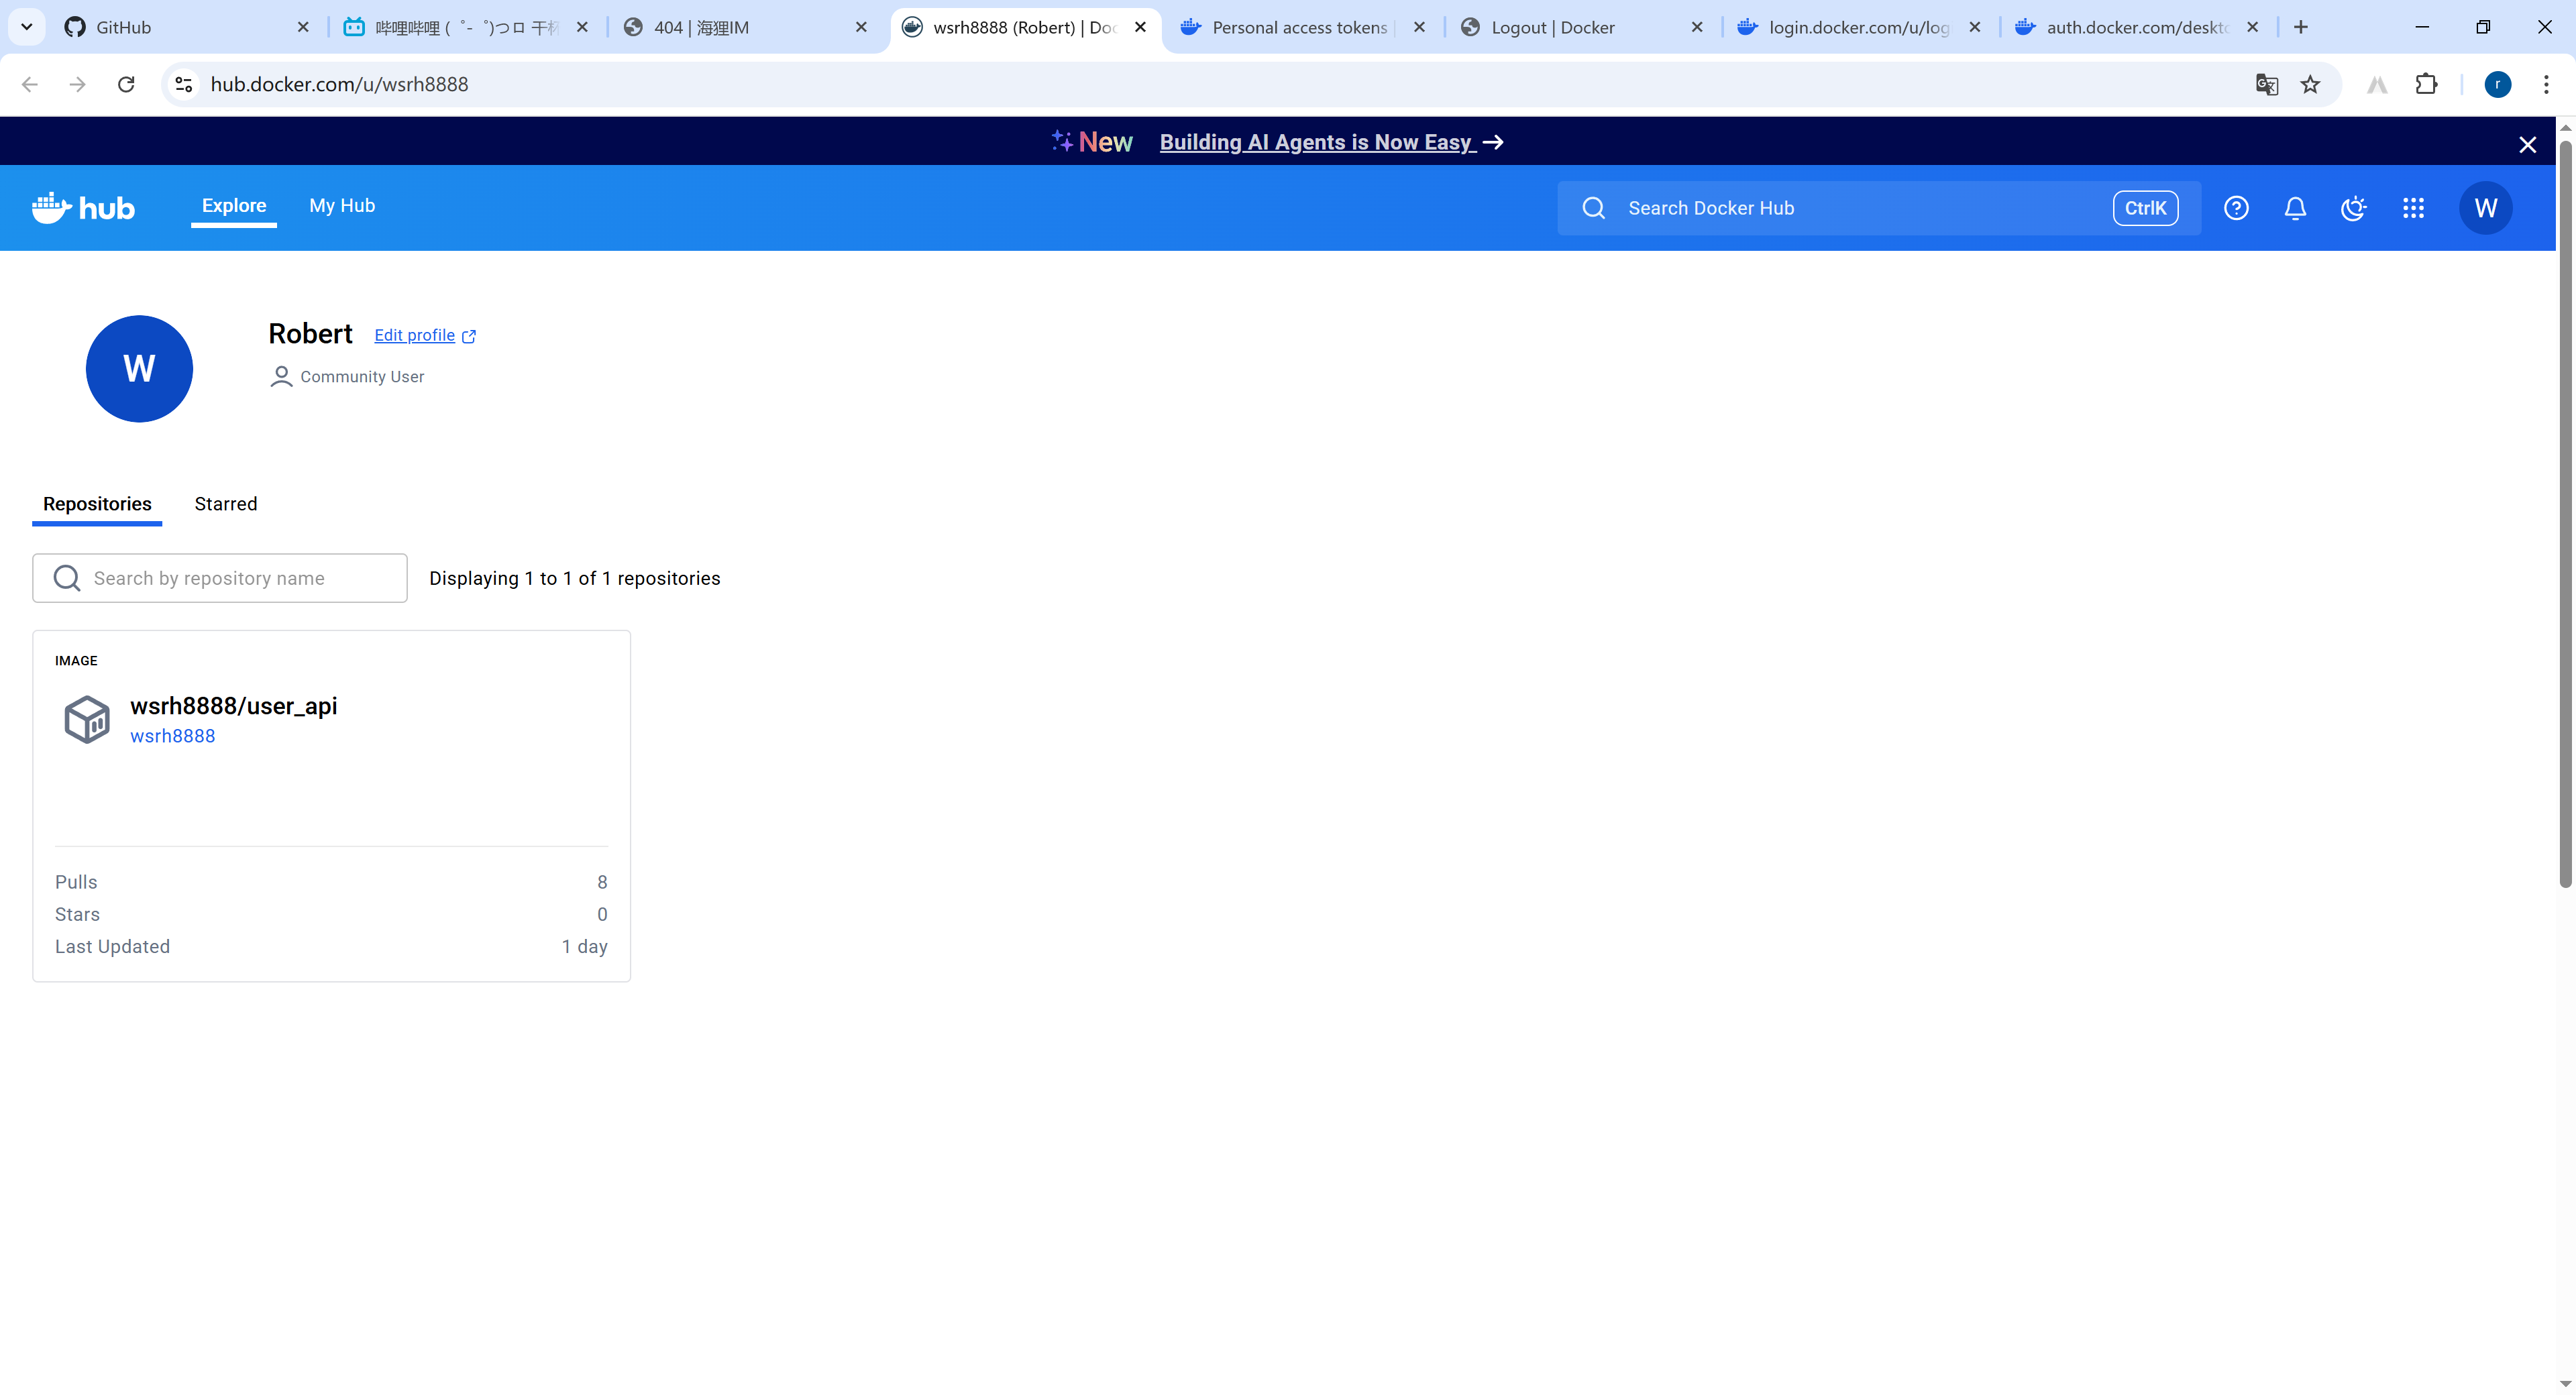 GitHub
哔哩哔哩 (゜-゜)つロ 干杯
404 | 海狸IM
wsrh8888 (Robert) | Doc
Personal access tokens |
Logout | Docker
login.docker.com/u/log
auth.docker.com/deskto
hub.docker.com/u/wsrh8888
r
New Building AI Agents is Now Easy →
hub
Explore
My Hub
Search Docker Hub
CtrlK
W
W
Robert
Edit profile
Community User
Repositories
Starred
Search by repository name
Displaying 1 to 1 of 1 repositories
IMAGE
wsrh8888/user_api
wsrh8888
Pulls 8
Stars 0
Last Updated 1 day